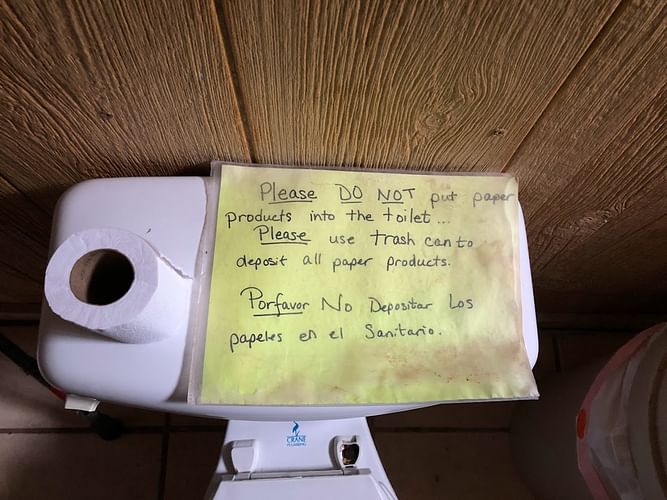 Please DO NOT put paper
products into the toilet...
Please use trash can to
deposit all paper products.
Porfavor No Depositar Los
papeles en el Sanitario.
CRANE
PLUMBING